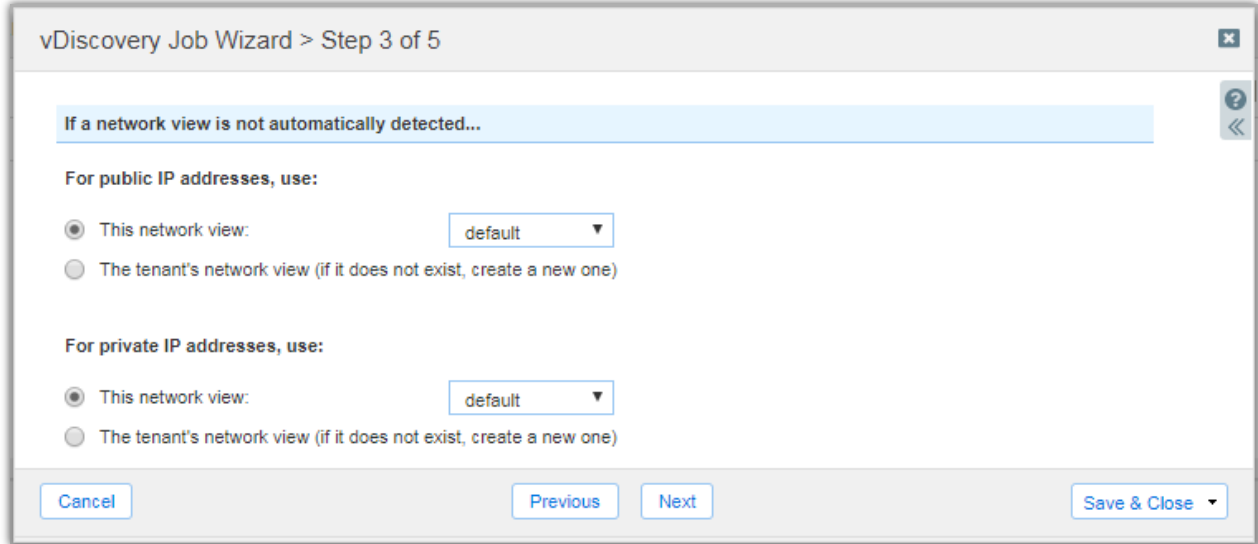 vDiscovery Job Wizard > Step 3 of 5
If a network view is not automatically detected...
For public IP addresses, use:
This network view: default
The tenant's network view (if it does not exist, create a new one)
For private IP addresses, use:
This network view: default
The tenant's network view (if it does not exist, create a new one)
Cancel Previous Next Save & Close